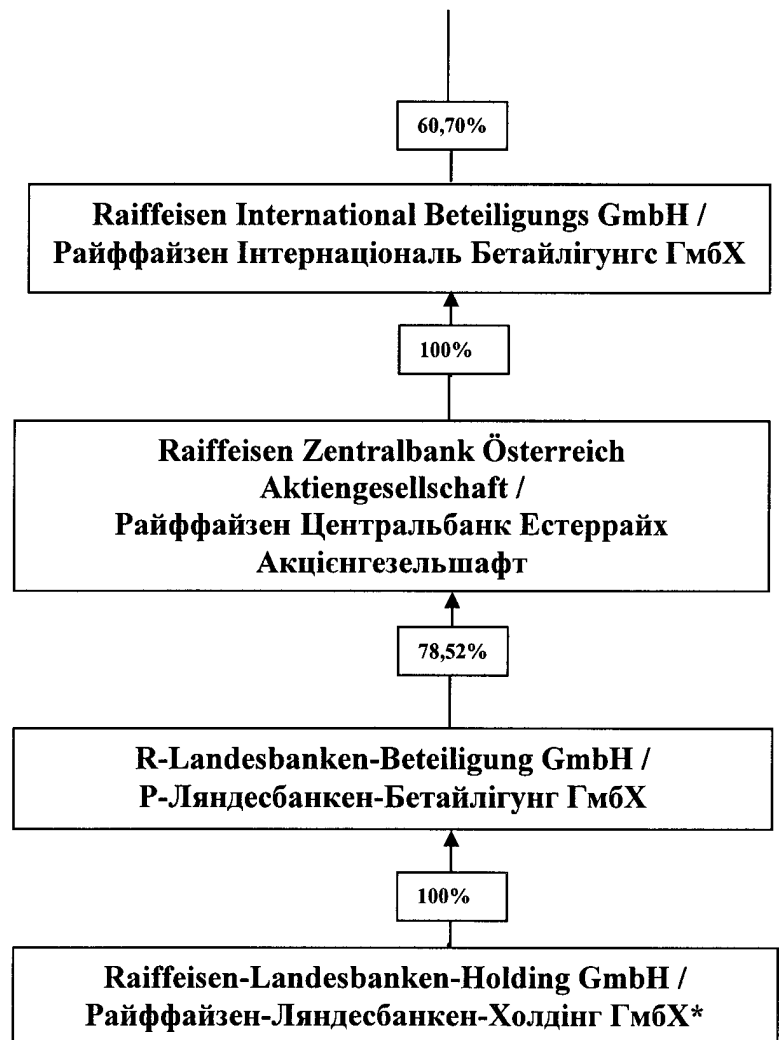 60,70%
Raiffeisen International Beteiligungs GmbH /
Райффайзен Інтернаціональ Бетайлігунгс ГмбХ
100%
Raiffeisen Zentralbank Österreich
Aktiengesellschaft /
Райффайзен Центральбанк Естеррайх
Акцієнгезельшафт
78,52%
R-Landesbanken-Beteiligung GmbH /
Р-Ляндесбанкен-Бетайлігунг ГмбХ
100%
Raiffeisen-Landesbanken-Holding GmbH /
Райффайзен-Ляндесбанкен-Холдінг ГмбХ*